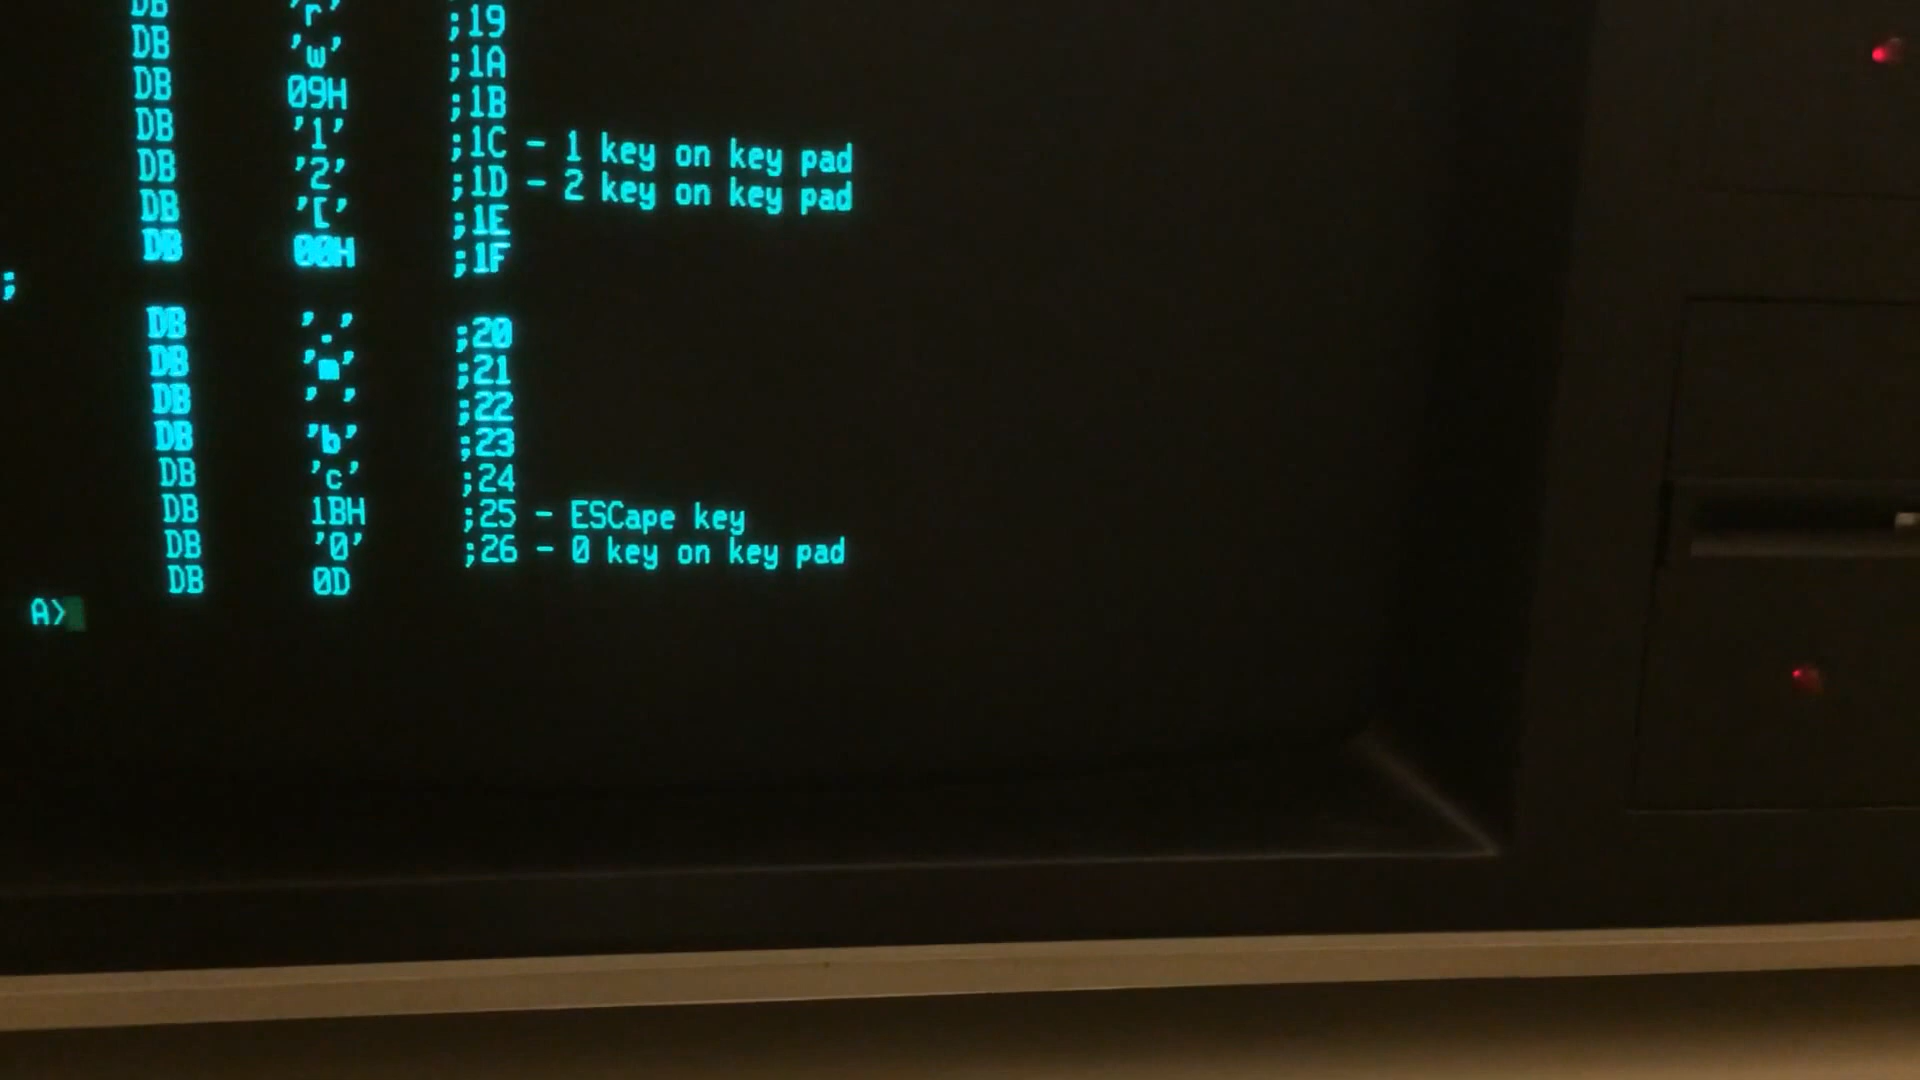 DB 'r'
DB 'w' ;19
DB 09H ;1A
DB '1' ;1B
DB '2' ;1C - 1 key on key pad
DB '[' ;1D - 2 key on key pad
DB 00H ;1E
;1F
;
DB '.' ;20
DB 'm' ;21
DB ' ' ;22
DB 'b' ;23
DB 'c' ;24
DB 1BH ;25 - ESCape key
DB '0' ;26 - 0 key on key pad
DB 0D
A>